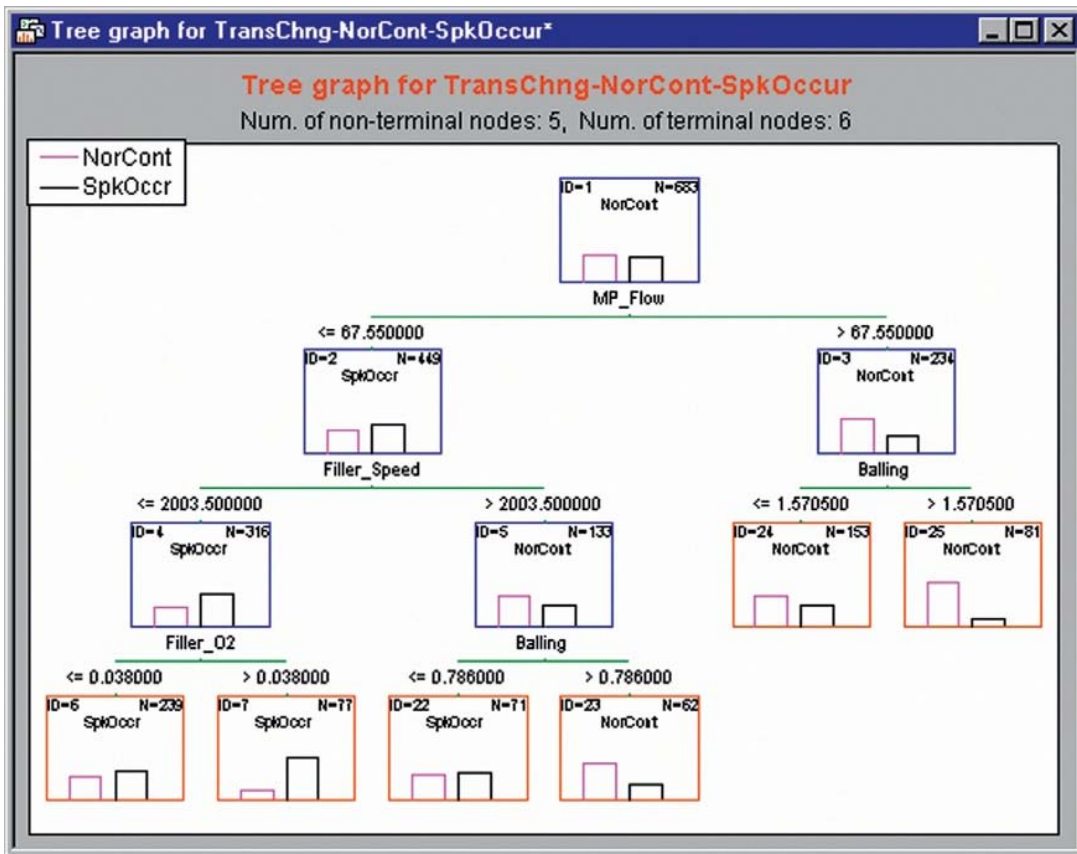 Tree graph for TransChng-NorCont-SpkOccur*
Tree graph for TransChng-NorCont-SpkOccur
Num. of non-terminal nodes: 5, Num. of terminal nodes: 6
NorCont
SpkOccr
ID=1 N=683
NorCont
MP_Flow
<= 67.550000 > 67.550000
ID=2 N=449 ID=3 N=234
SpkOccr NorCont
Filler_Speed Balling
<= 2003.500000 > 2003.500000 <= 1.570500 > 1.570500
ID=4 N=316 ID=5 N=133 ID=24 N=153 ID=25 N=81
SpkOccr NorCont NorCont NorCont
Filler_O2 Balling
<= 0.038000 > 0.038000 <= 0.786000 > 0.786000
ID=6 N=239 ID=7 N=77 ID=22 N=71 ID=23 N=62
SpkOccr SpkOccr SpkOccr NorCont